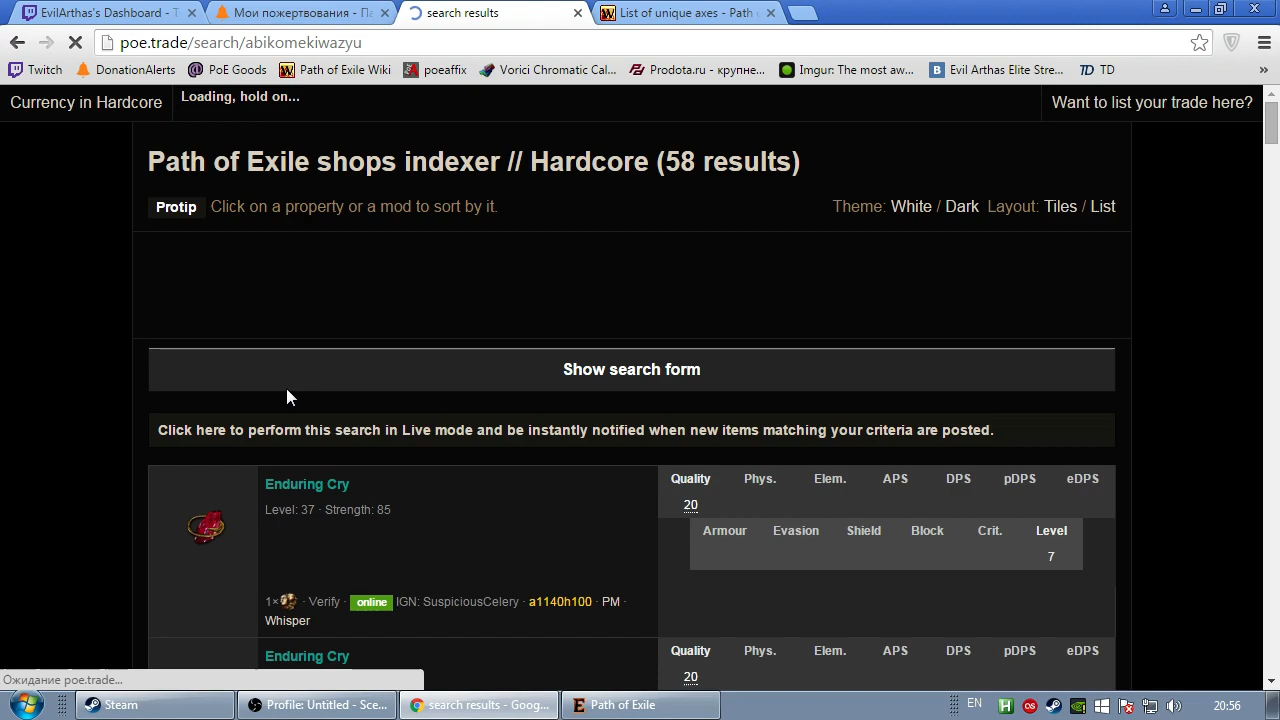 EvilArthas's Dashboard - T
Мои пожертвования - Па
search results
List of unique axes - Path
poe.trade/search/abikomekiwazyu
Twitch
DonationAlerts
PoE Goods
Path of Exile Wiki
poeaffix
Vorici Chromatic Cal...
Prodota.ru - крупне...
Imgur: The most aw...
Evil Arthas Elite Stre...
TD
»
Currency in Hardcore
Loading, hold on...
Want to list your trade here?
Path of Exile shops indexer // Hardcore (58 results)
Protip Click on a property or a mod to sort by it.
Theme: White / Dark Layout: Tiles / List
Show search form
Click here to perform this search in Live mode and be instantly notified when new items matching your criteria are posted.
Enduring Cry
Level: 37 · Strength: 85
Quality Phys. Elem. APS DPS pDPS eDPS
20
Armour Evasion Shield Block Crit. Level
7
1× · Verify · online IGN: SuspiciousCelery · a1140h100 · PM ·
Whisper
Enduring Cry
Quality Phys. Elem. APS DPS pDPS eDPS
20
Ожидание poe.trade...
Steam
Profile: Untitled - Sce...
search results - Goog...
Path of Exile
EN
20:56